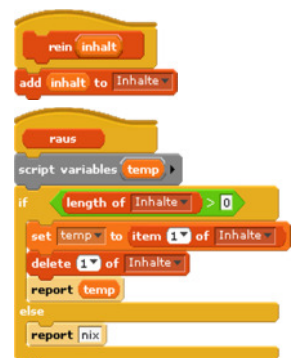 rein inhalt
add inhalt to Inhalte
raus
script variables temp
if length of Inhalte > 0
set temp to item 1 of Inhalte
delete 1 of Inhalte
report temp
else
report nix